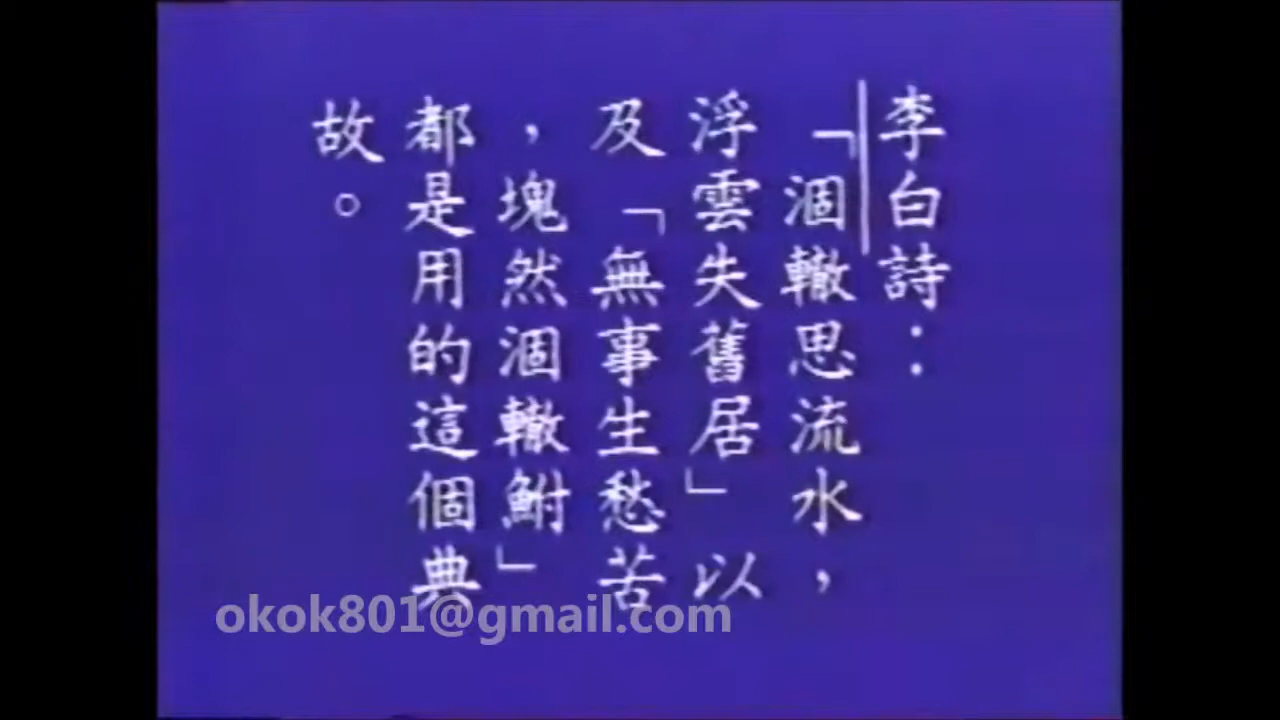 李白詩：
「涸轍思流水，
浮雲失舊居」以
及「無事生愁苦
，塊然涸轍鮒」
都是用的這個典
故。
okok801@gmail.com